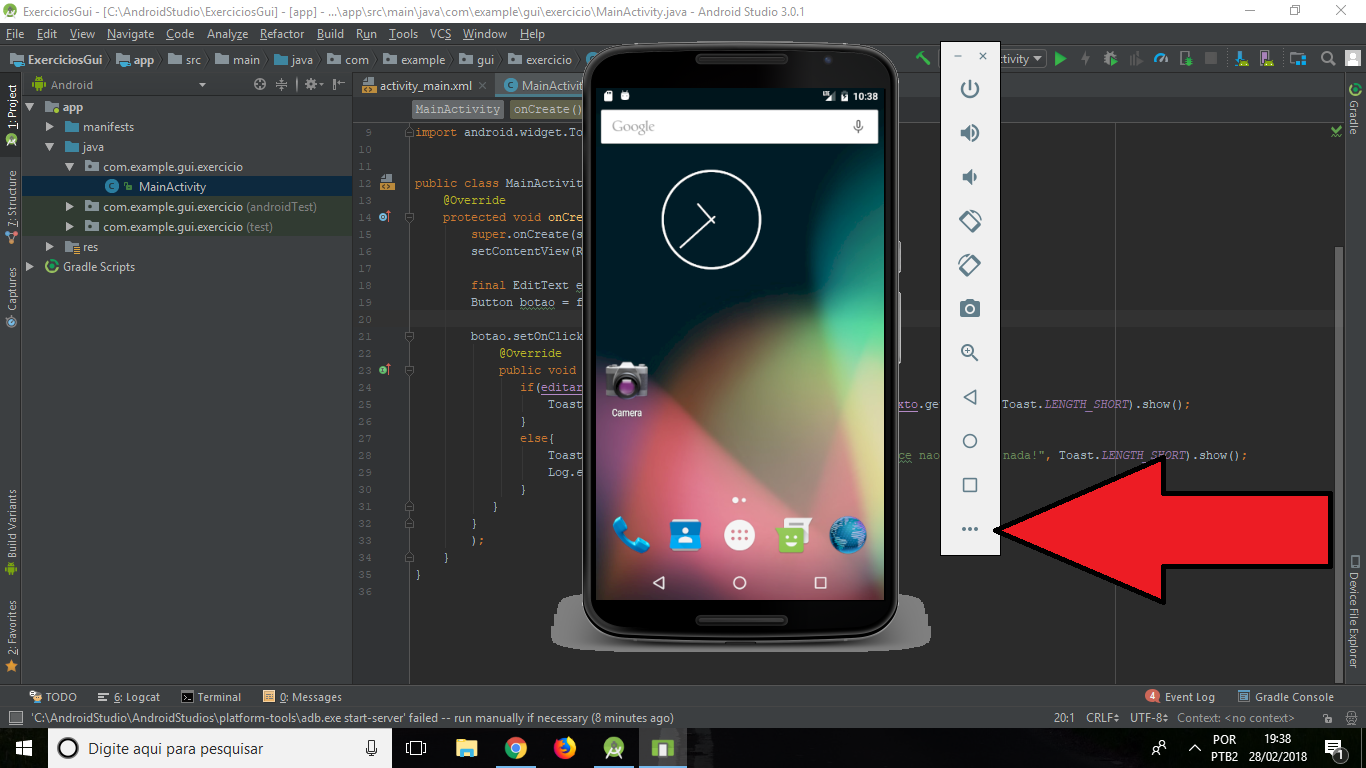 ExerciciosGui - [C:\AndroidStudio\ExerciciosGui] - [app] - ...\app\src\main\java\com\example\gui\exercicio\MainActivity.java - Android Studio 3.0.1
File Edit View Navigate Code Analyze Refactor Build Run Tools VCS Window Help
ExerciciosGui app src main java com example gui exercicio
Android
activity_main.xml MainActivity
MainActivity onCreate()
1: Project
7: Structure
Captures
Build Variants
2: Favorites
app
manifests
java
com.example.gui.exercicio
MainActivity
com.example.gui.exercicio (androidTest)
com.example.gui.exercicio (test)
res
Gradle Scripts
9 import android.widget.To
10
11
12 public class MainActivit
13 @Override
14 protected void onCre
15 super.onCreate(s
16 setContentView(R
17
18 final EditText e
19 Button botao = f
20
21 botao.setOnClick
22 @Override
23 public void
24 if(editar
25 Toast xto.ge Toast.LENGTH_SHORT).show();
26 }
27 else{
28 Toast ce nao nada!", Toast.LENGTH_SHORT).show();
29 Log.e
30 }
31 }
32 }
33 );
34 }
35 }
36
10:38
Google
Camera
Gradle
Device File Explorer
TODO 6: Logcat Terminal 0: Messages 4 Event Log Gradle Console
'C:\AndroidStudio\AndroidStudios\platform-tools\adb.exe start-server' failed -- run manually if necessary (8 minutes ago) 20:1 CRLF UTF-8 Context: <no context>
Digite aqui para pesquisar
POR
PTB2
19:38
28/02/2018
1